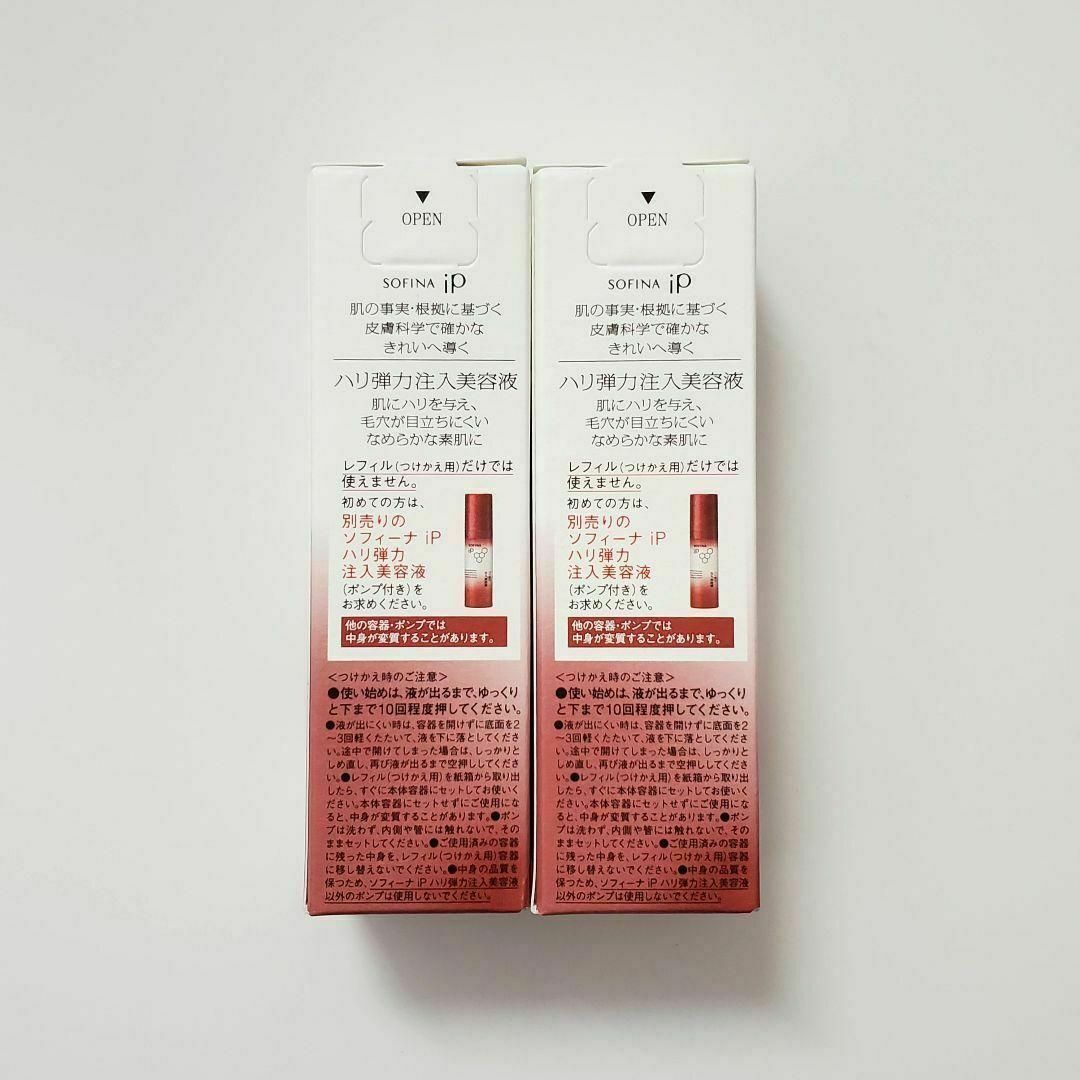 ▼
OPEN
SOFINA iP
肌の事実・根拠に基づく
皮膚科学で確かな
きれいへ導く
ハリ弾力注入美容液
肌にハリを与え、
毛穴が目立ちにくい
なめらかな素肌に
レフィル(つけかえ用)だけでは
使えません。
初めての方は、
別売りの
ソフィーナ iP
ハリ弾力
注入美容液
(ポンプ付き)を
お求めください。
SOFINA
iP
他の容器・ポンプでは
中身が変質することがあります。
<つけかえ時のご注意>
●使い始めは、液が出るまで、ゆっくり
と下まで10回程度押してください。
●液が出にくい時は、容器を開けずに底面を2
~3回軽くたたいて、液を下に落としてくださ
い。途中で開けてしまった場合は、しっかりと
しめ直し、再び液が出るまで空押ししてくださ
い。●レフィル(つけかえ用)を紙箱から取り出
したら、すぐに本体容器にセットしてお使いく
ださい。本体容器にセットせずにご使用にな
ると、中身が変質することがあります。●ポン
プは洗わず、内側や管には触れないで、その
ままセットしてください。●ご使用済みの容器
に残った中身を、レフィル(つけかえ用)容器
に移し替えないでください。●中身の品質を
保つため、ソフィーナ iP ハリ弾力注入美容液
以外のポンプは使用しないでください。
▼
OPEN
SOFINA iP
肌の事実・根拠に基づく
皮膚科学で確かな
きれいへ導く
ハリ弾力注入美容液
肌にハリを与え、
毛穴が目立ちにくい
なめらかな素肌に
レフィル(つけかえ用)だけでは
使えません。
初めての方は、
別売りの
ソフィーナ iP
ハリ弾力
注入美容液
(ポンプ付き)を
お求めください。
SOFINA
iP
他の容器・ポンプでは
中身が変質することがあります。
<つけかえ時のご注意>
●使い始めは、液が出るまで、ゆっくり
と下まで10回程度押してください。
●液が出にくい時は、容器を開けずに底面を2
~3回軽くたたいて、液を下に落としてくださ
い。途中で開けてしまった場合は、しっかりと
しめ直し、再び液が出るまで空押ししてくださ
い。●レフィル(つけかえ用)を紙箱から取り出
したら、すぐに本体容器にセットしてお使いく
ださい。本体容器にセットせずにご使用にな
ると、中身が変質することがあります。●ポン
プは洗わず、内側や管には触れないで、その
ままセットしてください。●ご使用済みの容器
に残った中身を、レフィル(つけかえ用)容器
に移し替えないでください。●中身の品質を
保つため、ソフィーナ iP ハリ弾力注入美容液
以外のポンプは使用しないでください。